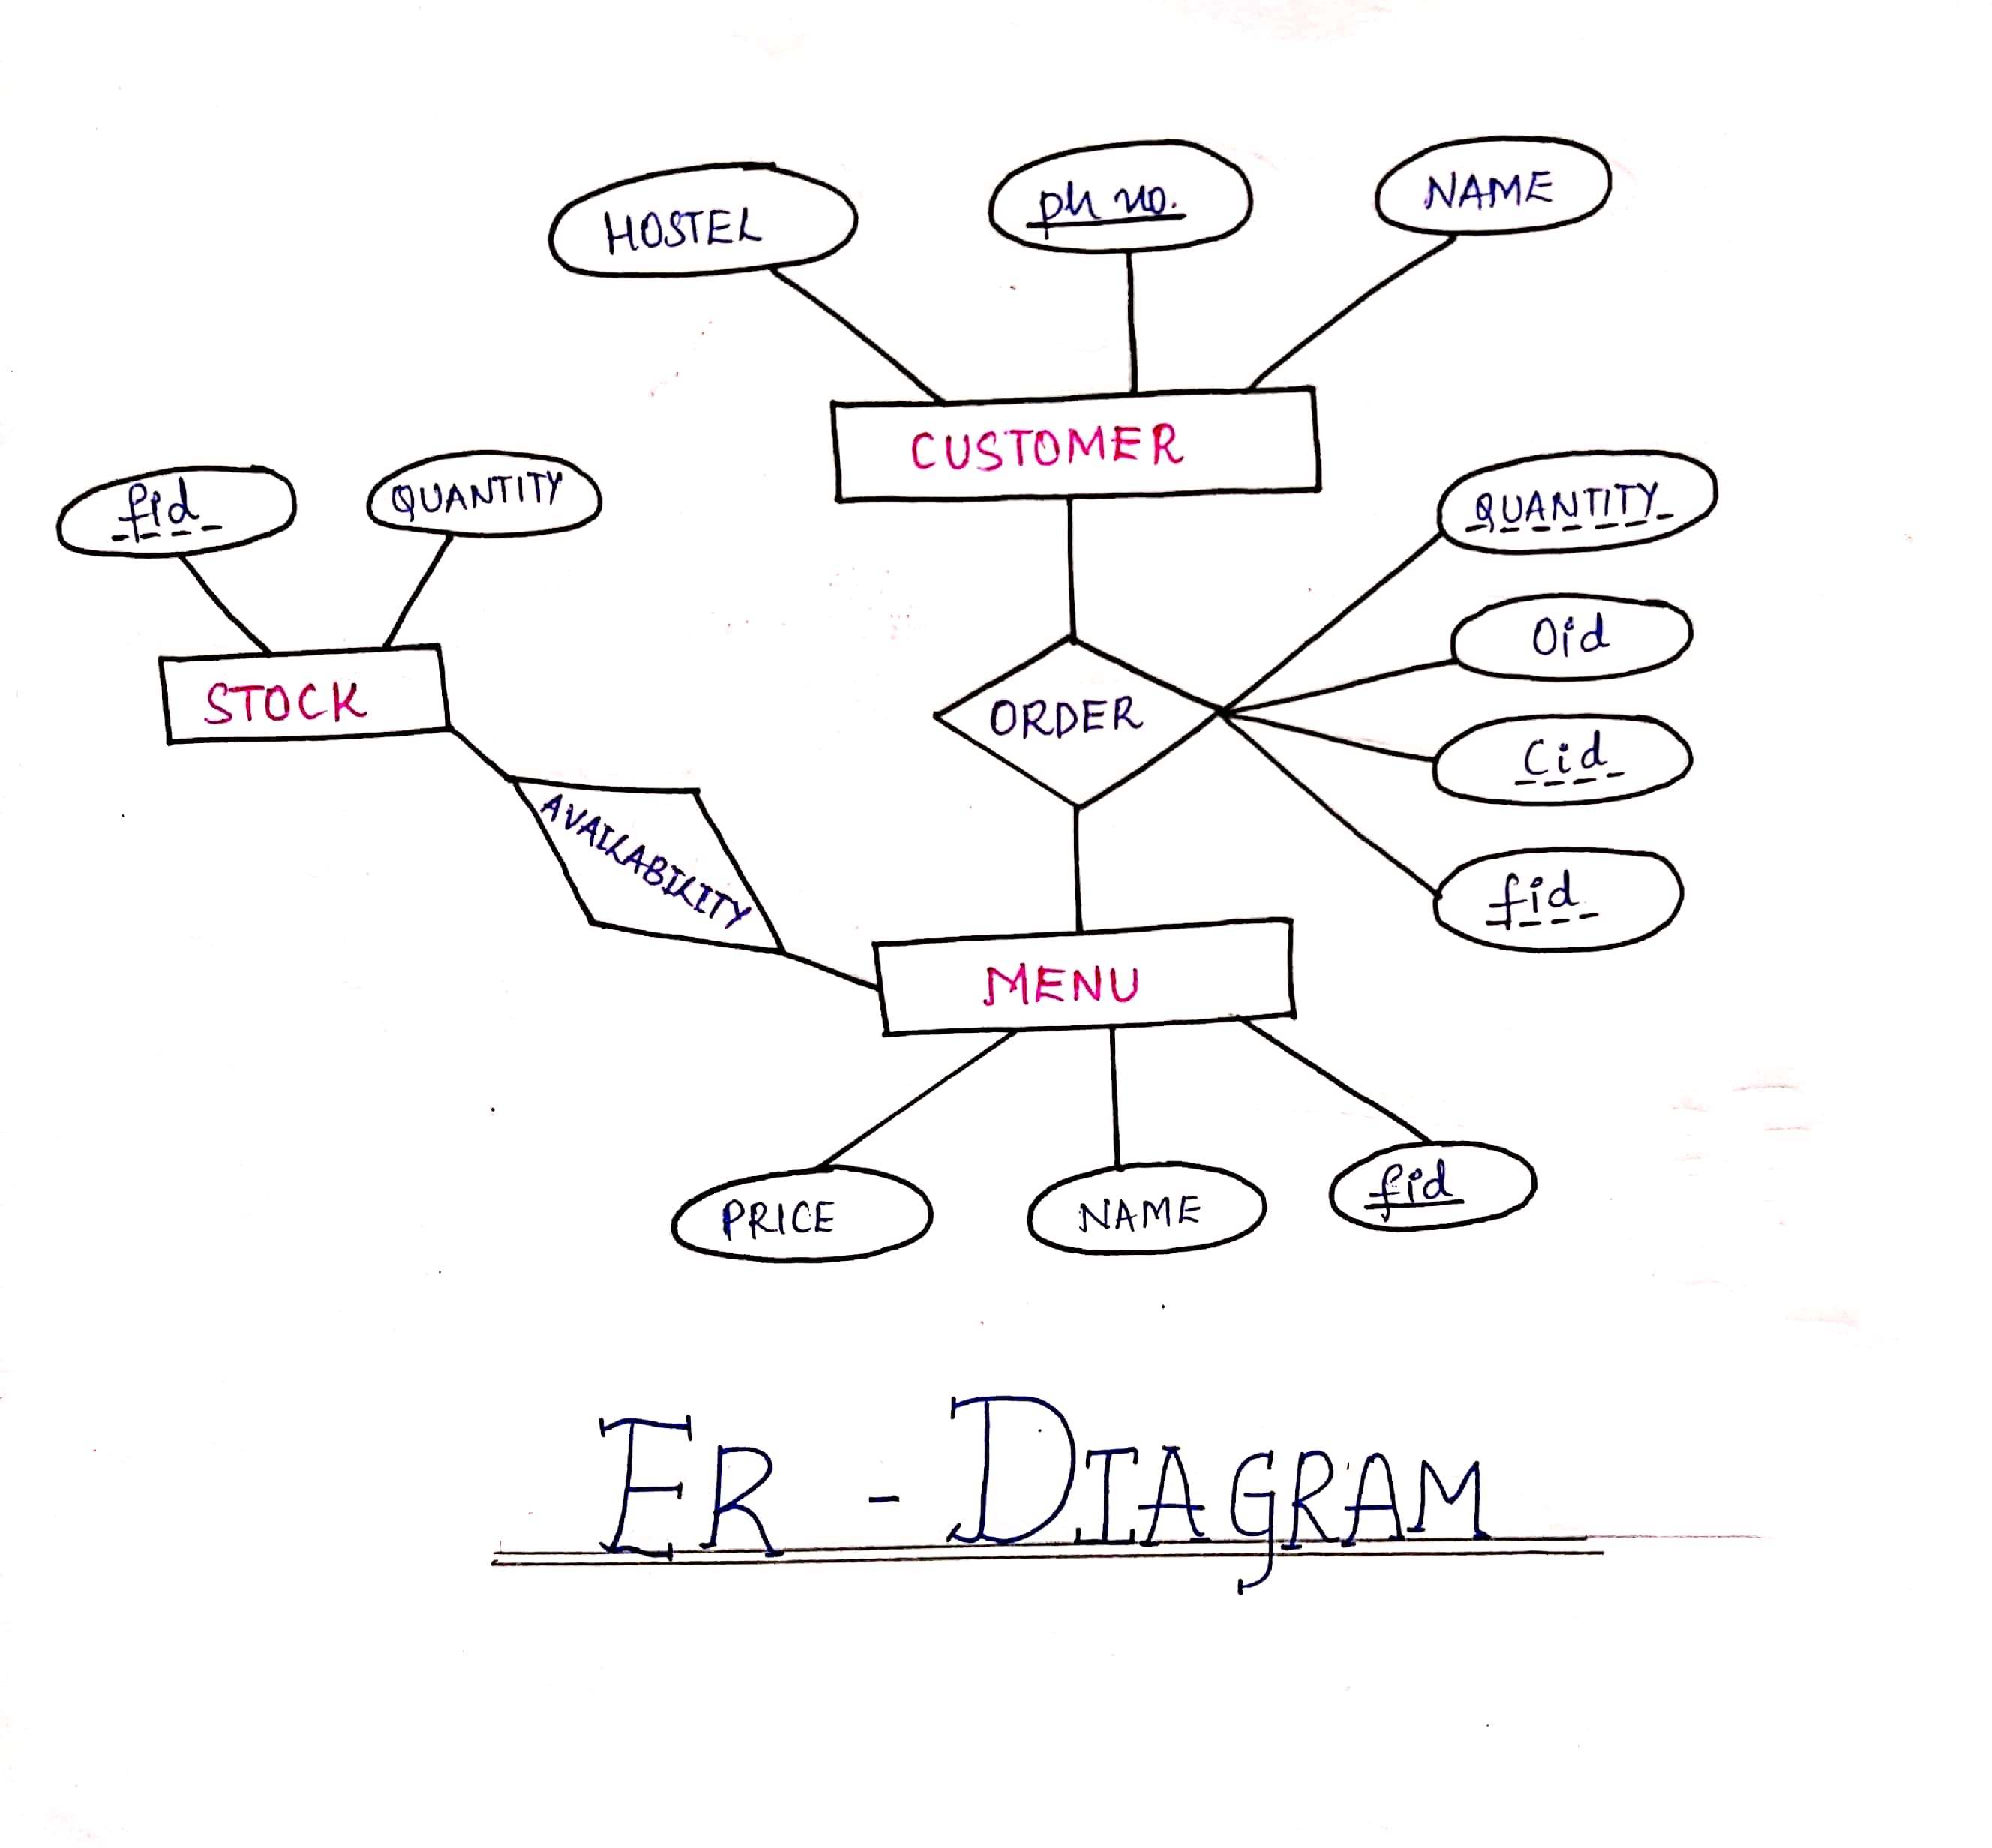 HOSTEL
ph no.
NAME
CUSTOMER
fid
QUANTITY
STOCK
AVAILABILITY
ORDER
QUANTITY
Oid
Cid
fid
MENU
PRICE
NAME
fid
ER - DIAGRAM